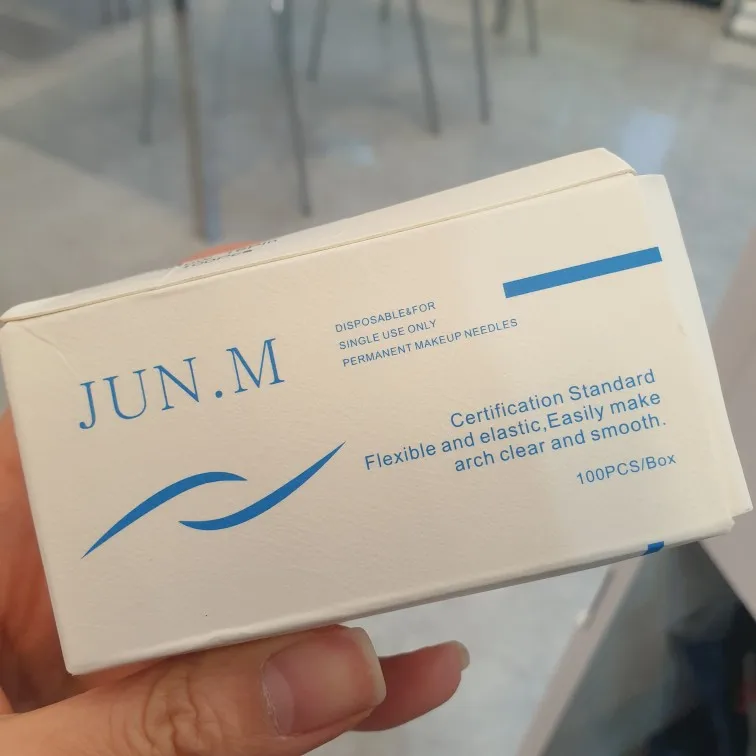 JUN.M
DISPOSABLE&FOR
SINGLE USE ONLY
PERMANENT MAKEUP NEEDLES
Certification Standard
Flexible and elastic,Easily make
arch clear and smooth.
100PCS/Box